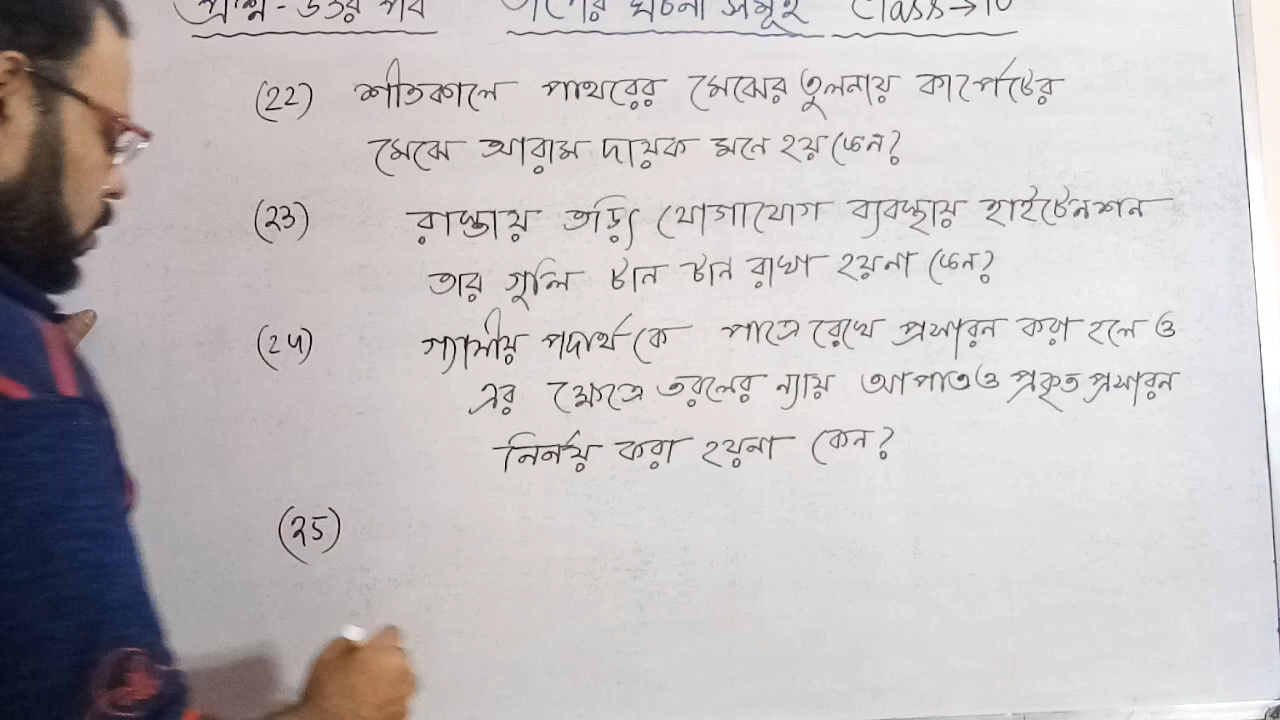 প্রশ্ন - উত্তর পর্ব তাপের ঘটনা সমূহ Class→10
(22) শীতকালে পাথরের মেঝের তুলনায় কার্পেটের
মেঝে আরাম দায়ক মনে হয় কেন?
(23) রাস্তায় তড়িৎ যোগাযোগ ব্যবস্থায় হাইটেনশন
তার গুলি টান টান রাখা হয়না কেন?
(24) গ্যাসীয় পদার্থ কে পাত্রে রেখে প্রসারন করা হলে ও
এর ক্ষেত্রে তরলের ন্যায় আপাত ও প্রকৃত প্রসারন
নির্নয় করা হয়না কেন?
(25)